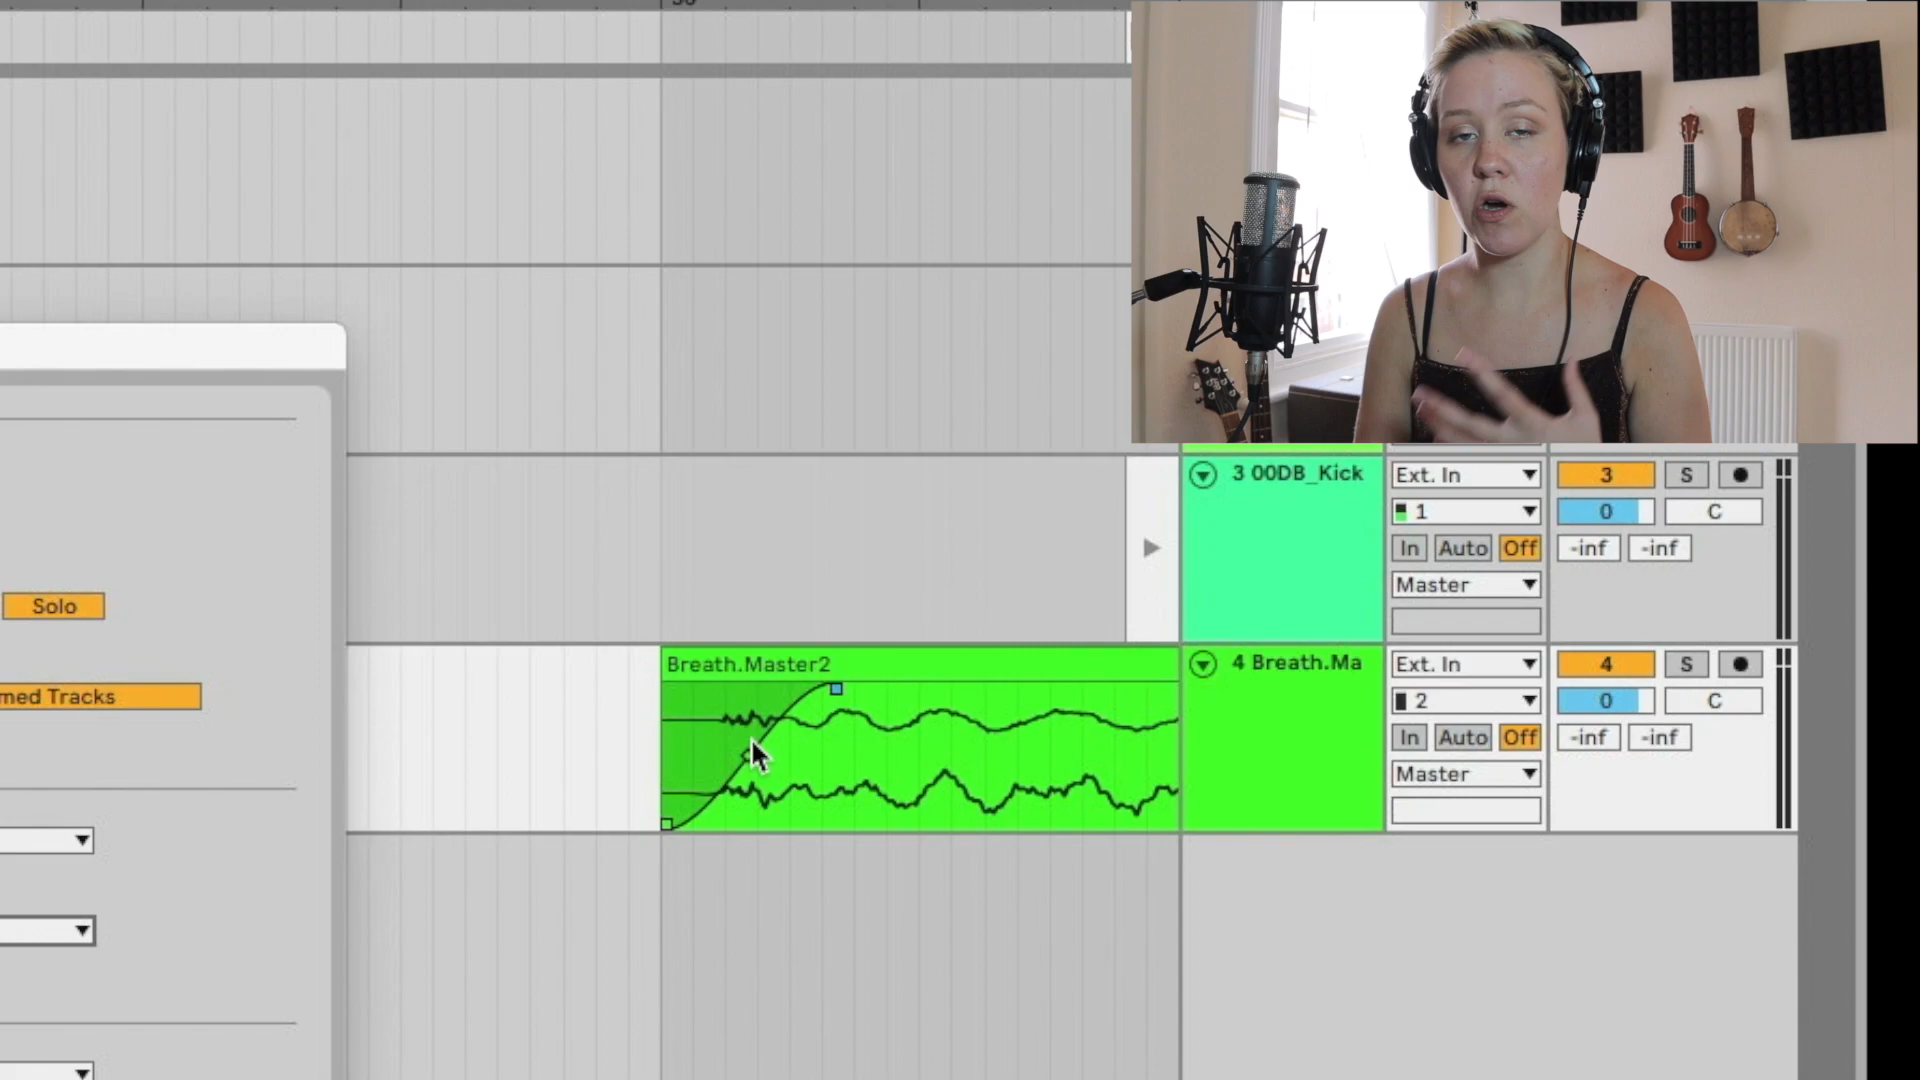 3 00DB_Kick
Ext. In
3
S
1
0
C
In
Auto
Off
-inf
-inf
Master
Solo
med Tracks
Breath.Master2
4 Breath.Ma
Ext. In
4
S
2
0
C
In
Auto
Off
-inf
-inf
Master